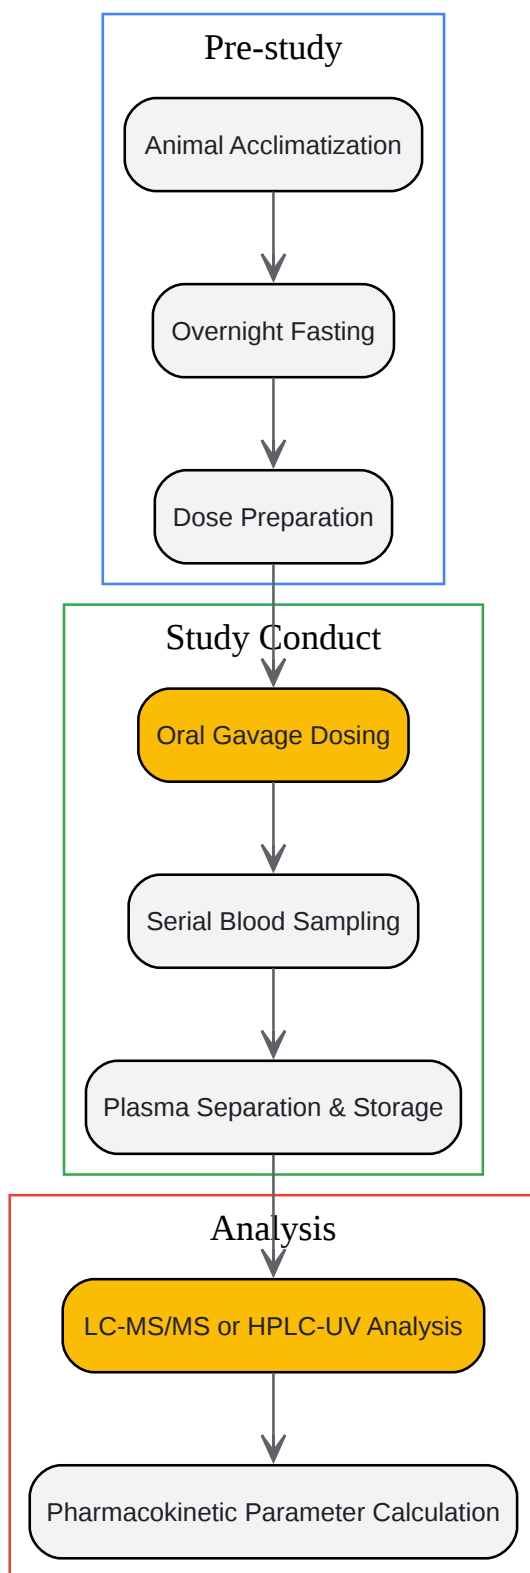 Pre-study
Animal Acclimatization
Overnight Fasting
Dose Preparation
Study Conduct
Oral Gavage Dosing
Serial Blood Sampling
Plasma Separation & Storage
Analysis
LC-MS/MS or HPLC-UV Analysis
Pharmacokinetic Parameter Calculation